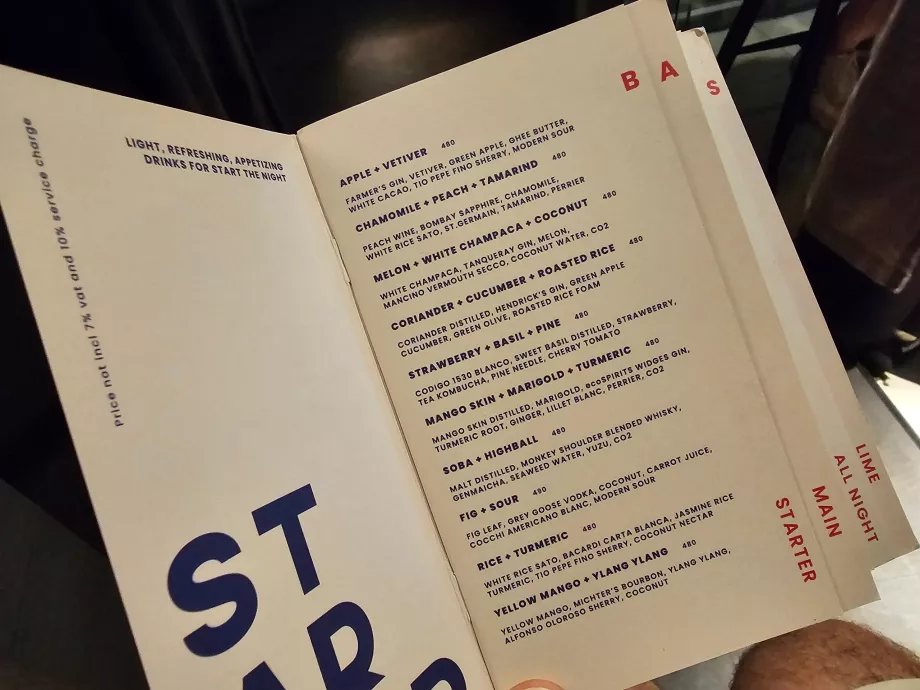 Price not incl 7% vat and 10% service charge
LIGHT, REFRESHING, APPETIZING
DRINKS FOR START THE NIGHT
ST
AR
B A S
APPLE + VETIVER 480
FARMER'S GIN, VETIVER, GREEN APPLE, GHEE BUTTER,
WHITE CACAO, TIO PEPE FINO SHERRY, MODERN SOUR
CHAMOMILE + PEACH + TAMARIND 480
PEACH WINE, BOMBAY SAPPHIRE, CHAMOMILE,
WHITE RICE SATO, ST.GERMAIN, TAMARIND, PERRIER
MELON + WHITE CHAMPACA + COCONUT 480
WHITE CHAMPACA, TANQUERAY GIN, MELON,
MANCINO VERMOUTH SECCO, COCONUT WATER, CO2
CORIANDER + CUCUMBER + ROASTED RICE 480
CORIANDER DISTILLED, HENDRICK'S GIN, GREEN APPLE
CUCUMBER, GREEN OLIVE, ROASTED RICE FOAM
STRAWBERRY + BASIL + PINE 480
CODIGO 1530 BLANCO, SWEET BASIL DISTILLED, STRAWBERRY,
TEA KOMBUCHA, PINE NEEDLE, CHERRY TOMATO
MANGO SKIN + MARIGOLD + TURMERIC 480
MANGO SKIN DISTILLED, MARIGOLD, ecoSPIRITS WIDGES GIN,
TURMERIC ROOT, GINGER, LILLET BLANC, PERRIER, CO2
SOBA + HIGHBALL 480
MALT DISTILLED, MONKEY SHOULDER BLENDED WHISKY,
GENMAICHA, SEAWEED WATER, YUZU, CO2
FIG + SOUR 490
FIG LEAF, GREY GOOSE VODKA, COCONUT, CARROT JUICE,
COCCHI AMERICANO BLANC, MODERN SOUR
RICE + TURMERIC 480
WHITE RICE SATO, BACARDI CARTA BLANCA, JASMINE RICE
TURMERIC, TIO PEPE FINO SHERRY, COCONUT NECTAR
YELLOW MANGO + YLANG YLANG 480
YELLOW MANGO, MICHTER'S BOURBON, YLANG YLANG,
ALFONSO OLOROSO SHERRY, COCONUT
STARTER
MAIN
ALL NIGHT
LIME